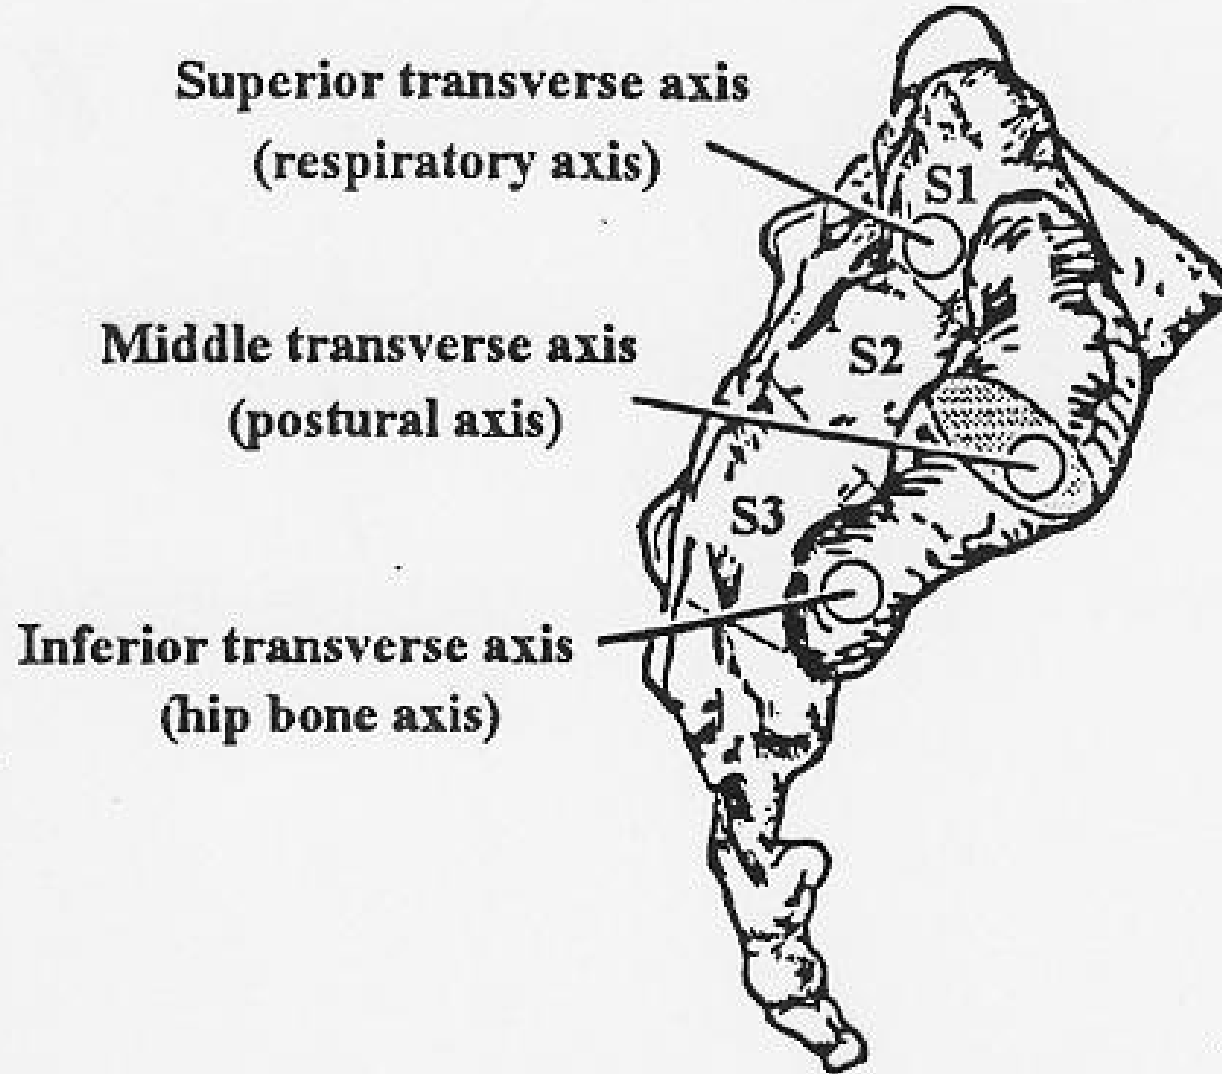 Superior transverse axis
(respiratory axis)
S1
Middle transverse axis
(postural axis)
S2
S3
Inferior transverse axis
(hip bone axis)